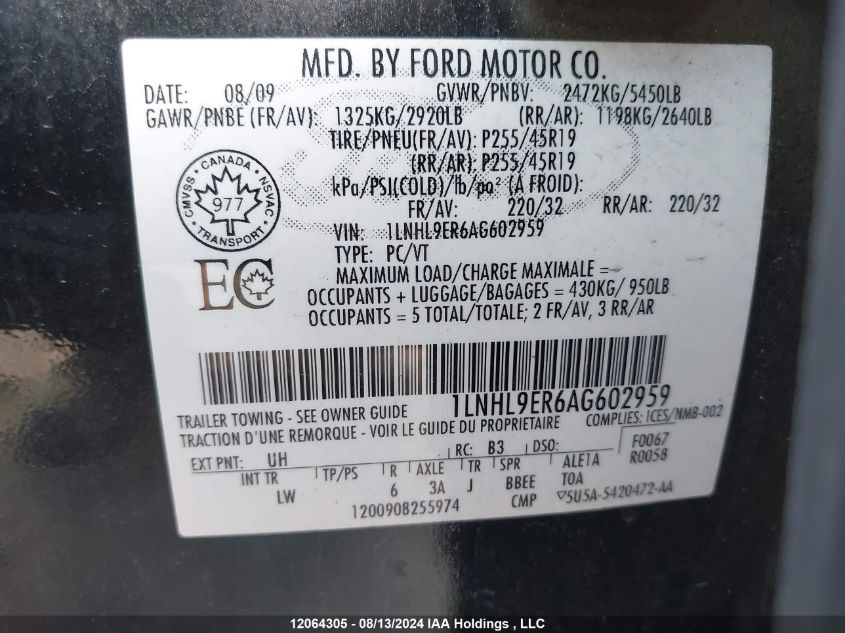 MFD. BY FORD MOTOR CO.
DATE: 08/09 GVWR/PNBV: 2472KG/5450LB
GAWR/PNBE (FR/AV): 1325KG/2920LB (RR/AR): 1198KG/2640LB
TIRE/PNEU(FR/AV): P255/45R19
(RR/AR): P255/45R19
kPa/PSI(COLD)/lb/po² (A FROID):
FR/AV: 220/32 RR/AR: 220/32
CANADA
CMVSS 977 NSVAC
TRANSPORT
VIN: 1LNHL9ER6AG602959
TYPE: PC/VT
EC
MAXIMUM LOAD/CHARGE MAXIMALE =
OCCUPANTS + LUGGAGE/BAGAGES = 430KG/ 950LB
OCCUPANTS = 5 TOTAL/TOTALE; 2 FR/AV, 3 RR/AR
1LNHL9ER6AG602959
TRAILER TOWING - SEE OWNER GUIDE COMPLIES: ICES/NMB-002
TRACTION D'UNE REMORQUE - VOIR LE GUIDE DU PROPRIETAIRE
EXT PNT: UH RC: B3 DSO: F0067
INT TR TP/PS R AXLE TR SPR ALE1A R0058
LW 6 3A J BBEE TOA
1200908255974 CMP ▽5U5A-5420472-AA
12064305 - 08/13/2024 IAA Holdings , LLC